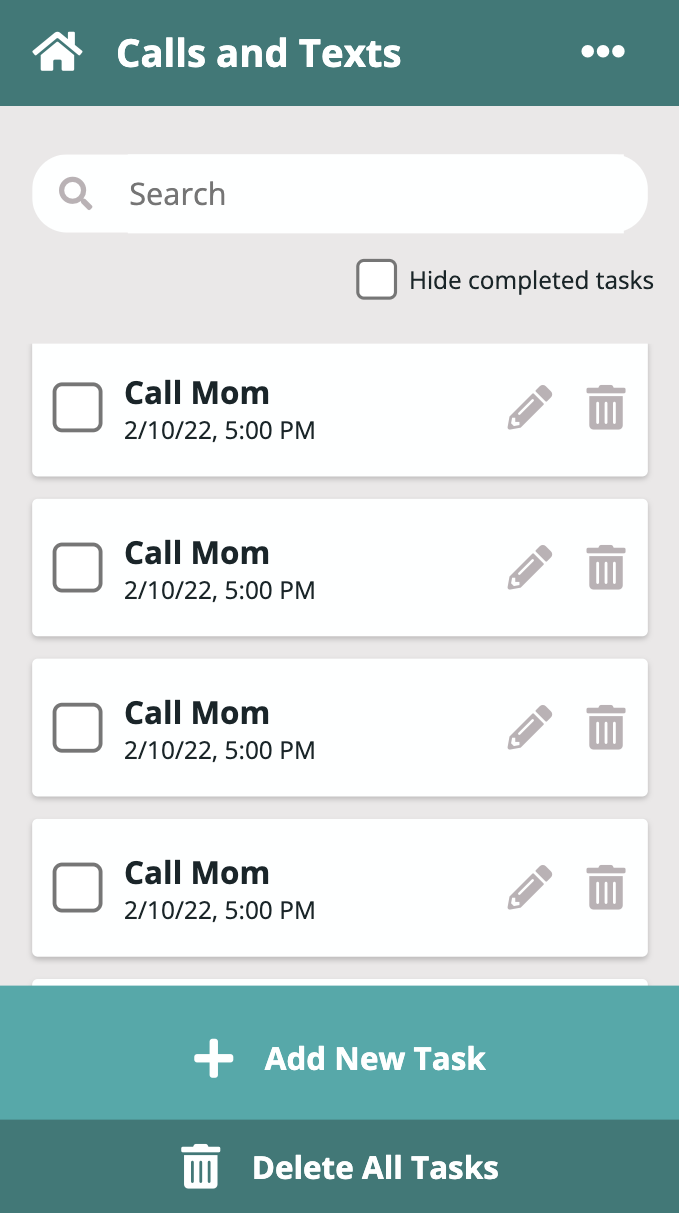 Calls and Texts
Search
Hide completed tasks
Call Mom
2/10/22, 5:00 PM
Call Mom
2/10/22, 5:00 PM
Call Mom
2/10/22, 5:00 PM
Call Mom
2/10/22, 5:00 PM
Add New Task
Delete All Tasks